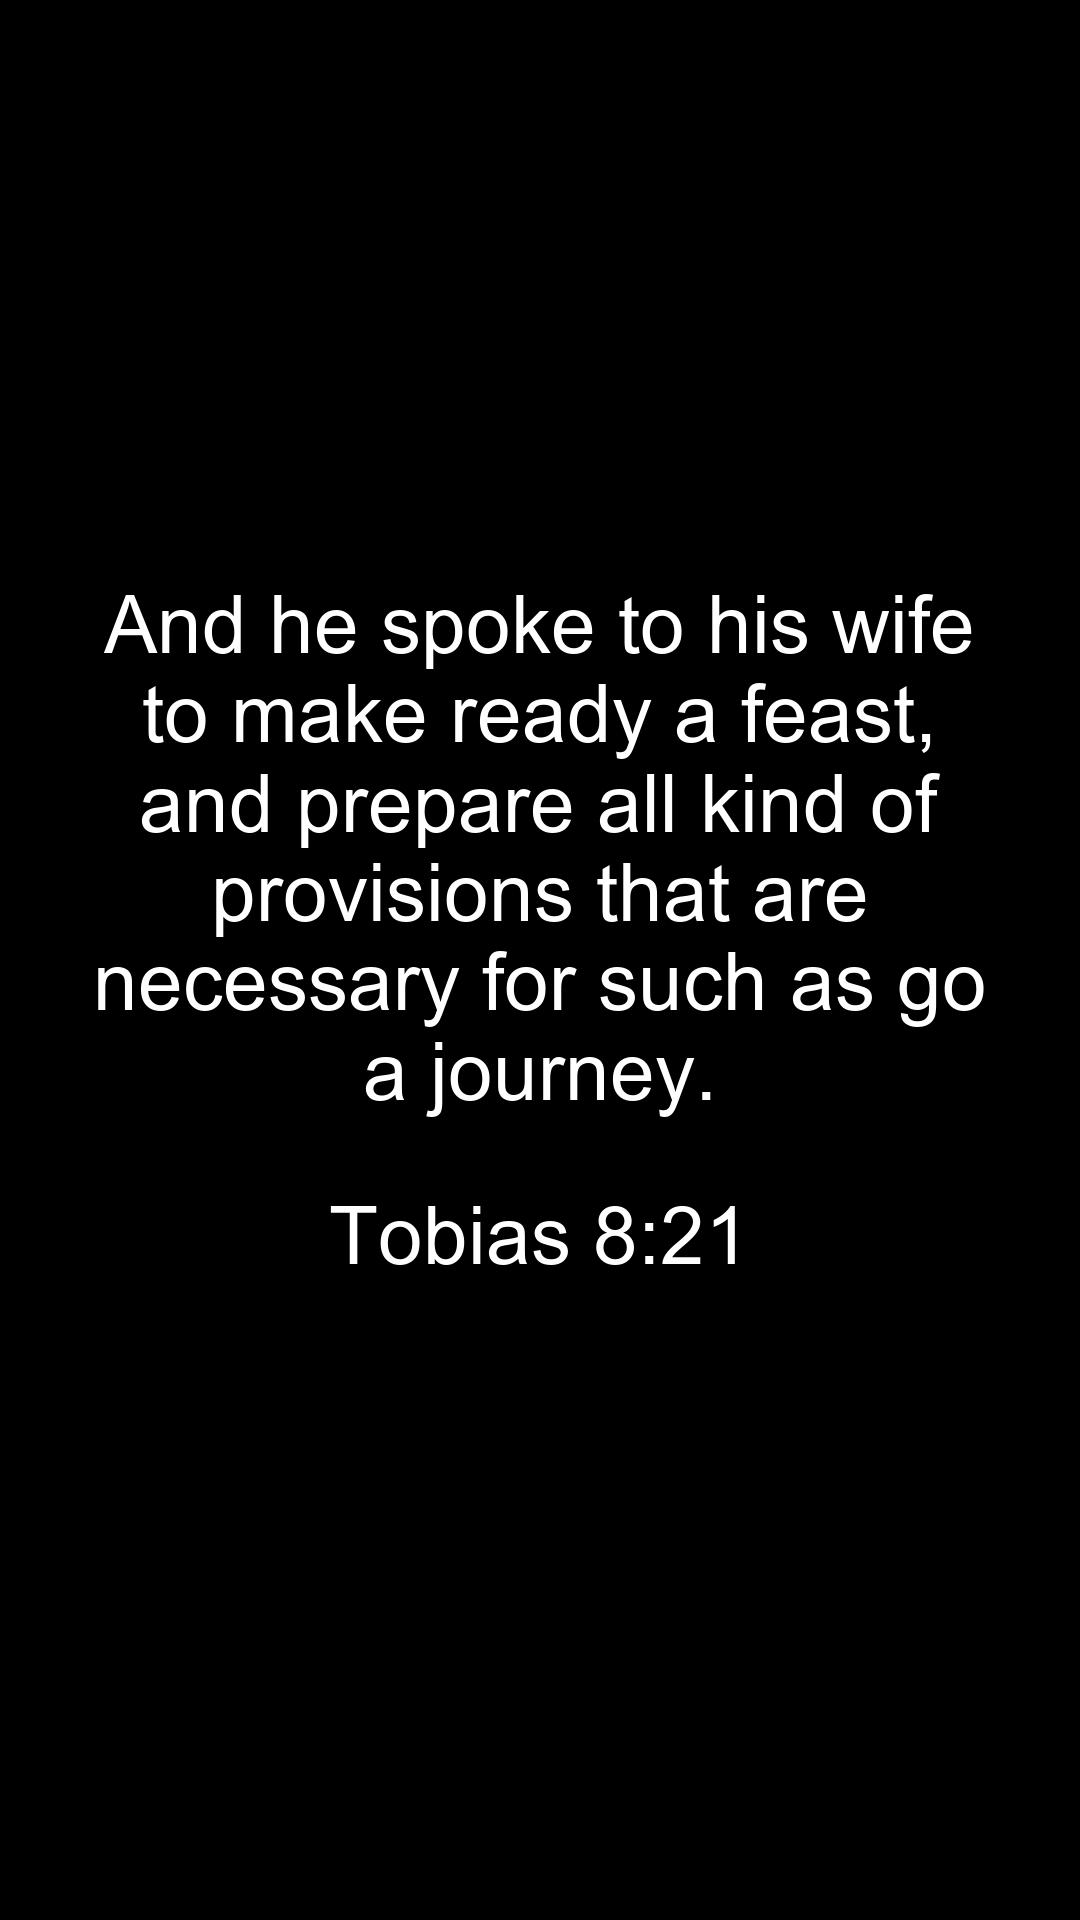 And he spoke to his wife
to make ready a feast,
and prepare all kind of
provisions that are
necessary for such as go
a journey.
Tobias 8:21